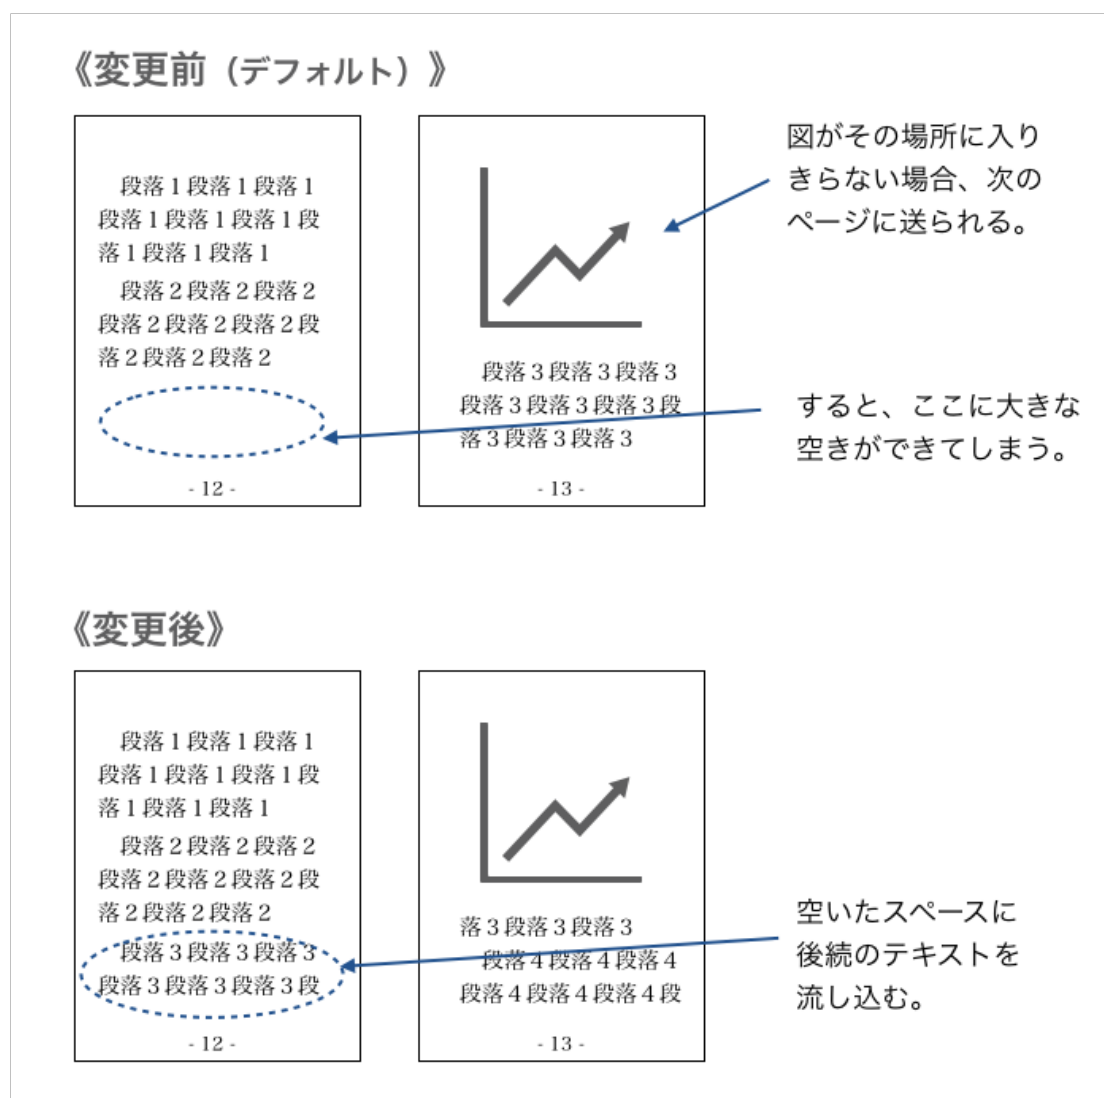 《変更前（デフォルト）》
段落１段落１段落１
段落１段落１段落１段
落１段落１段落１
段落２段落２段落２
段落２段落２段落２段
落２段落２段落２
- 12 -
段落３段落３段落３
段落３段落３段落３段
落３段落３段落３
- 13 -
図がその場所に入り
きらない場合、次の
ページに送られる。
すると、ここに大きな
空きができてしまう。
《変更後》
段落１段落１段落１
段落１段落１段落１段
落１段落１段落１
段落２段落２段落２
段落２段落２段落２段
落２段落２段落２
段落３段落３段落３
段落３段落３段落３段
- 12 -
落３段落３段落３
段落４段落４段落４
段落４段落４段落４段
- 13 -
空いたスペースに
後続のテキストを
流し込む。